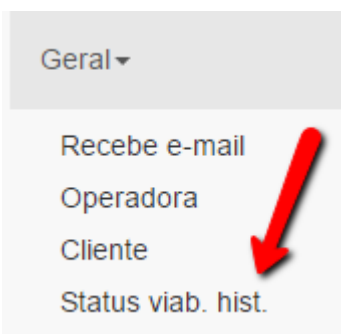 Geral
Recebe e-mail
Operadora
Cliente
Status viab. hist.